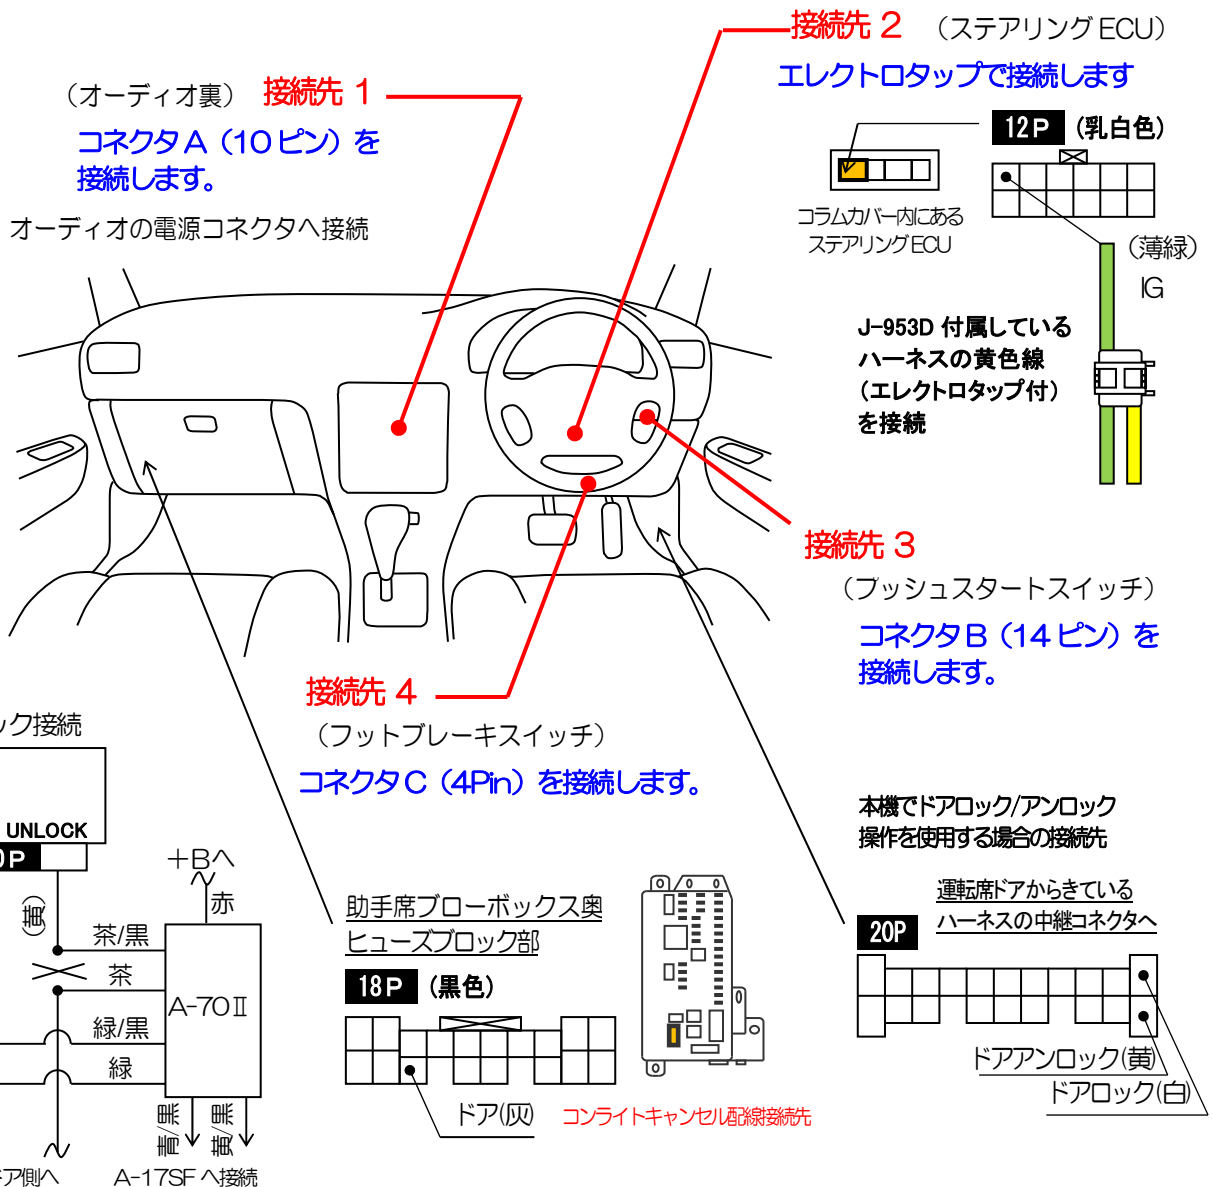 接続先 2 （ステアリング ECU）
エレクトロタップで接続します
（オーディオ裏） 接続先 1
コネクタ A（10 ピン）を
接続します。
オーディオの電源コネクタへ接続
12P (乳白色)
コラムカバー内にある
ステアリング ECU
（薄緑）
IG
J-953D 付属している
ハーネスの黄色線
（エレクトロタップ付）
を接続
接続先 3
（プッシュスタートスイッチ）
コネクタ B（14 ピン）を
接続します。
接続先 4
（フットブレーキスイッチ）
コネクタ C（4Pin）を接続します。
ック接続
UNLOCK
0P
(黄)
＋Bへ
赤
茶/黒
茶
A-70Ⅱ
緑/黒
緑
青/黒
黄/黒
ドア側へ
A-17SF へ接続
助手席ブローボックス奥
ヒューズブロック部
18P (黒色)
ドア(灰)
コンライトキャンセル配線接続先
本機でドアロック/アンロック
操作を使用する場合の接続先
運転席ドアからきている
ハーネスの中継コネクタへ
20P
ドアアンロック(黄)
ドアロック(白)